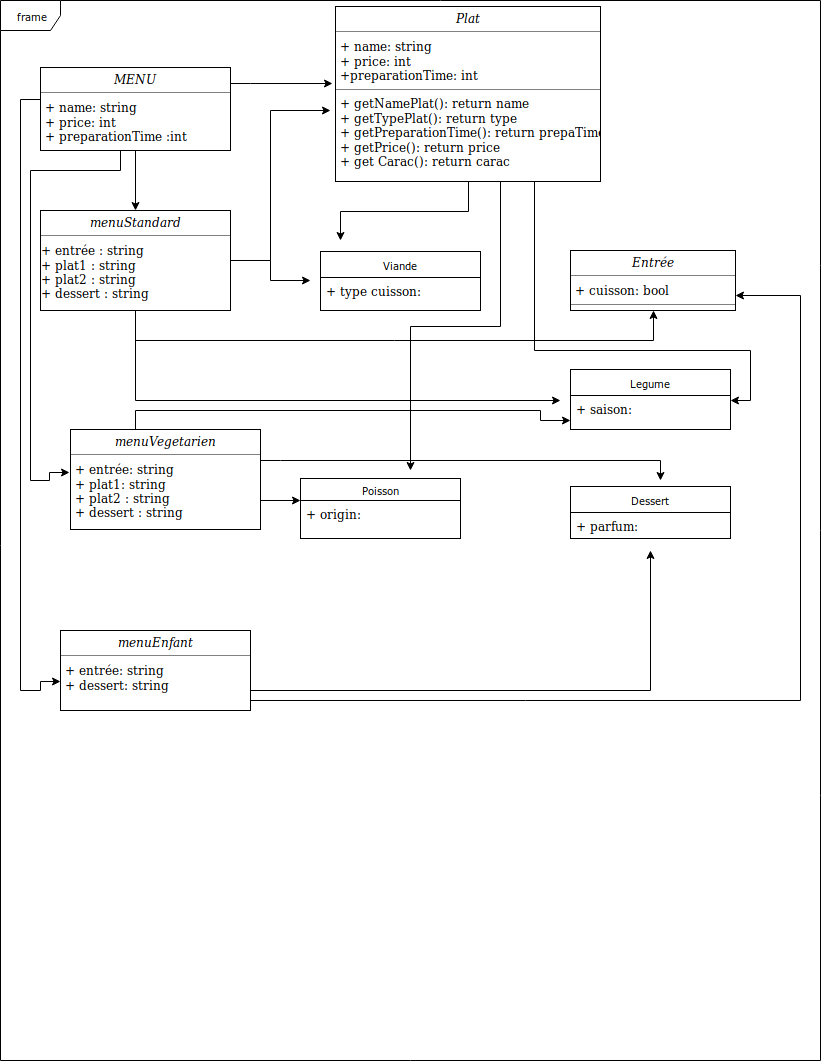 frame
Plat
+ name: string
+ price: int
+preparationTime: int
+ getNamePlat(): return name
+ getTypePlat(): return type
+ getPreparationTime(): return prepaTime
+ getPrice(): return price
+ get Carac(): return carac
MENU
+ name: string
+ price: int
+ preparationTime :int
menuStandard
+ entrée : string
+ plat1 : string
+ plat2 : string
+ dessert : string
Viande
+ type cuisson:
Entrée
+ cuisson: bool
Legume
+ saison:
menuVegetarien
+ entrée: string
+ plat1: string
+ plat2 : string
+ dessert : string
Poisson
+ origin:
Dessert
+ parfum:
menuEnfant
+ entrée: string
+ dessert: string